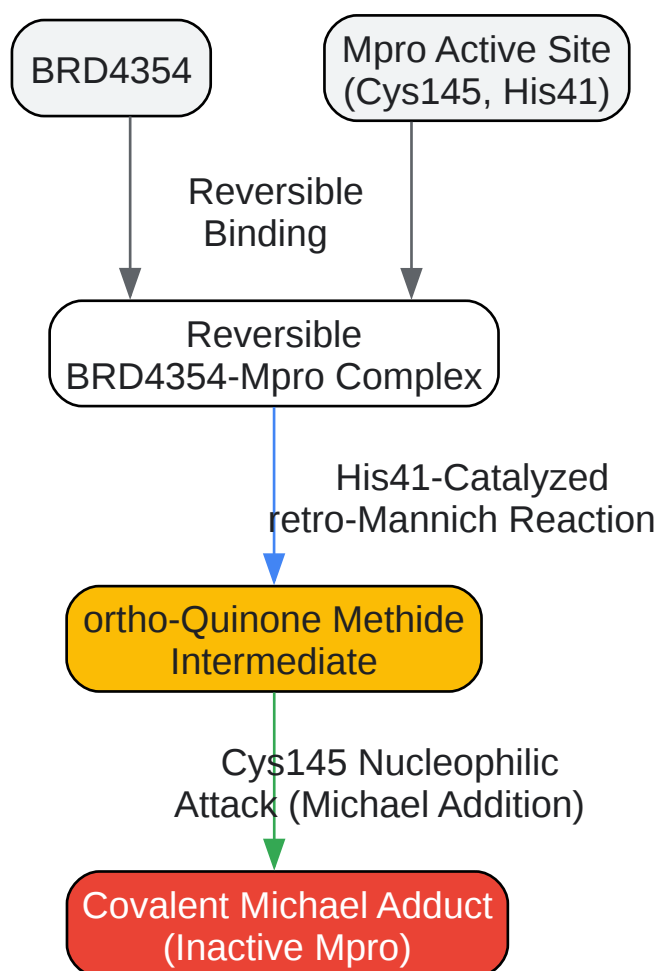 BRD4354
Mpro Active Site
(Cys145, His41)
Reversible
Binding
Reversible
BRD4354-Mpro Complex
His41-Catalyzed
retro-Mannich Reaction
ortho-Quinone Methide
Intermediate
Cys145 Nucleophilic
Attack (Michael Addition)
Covalent Michael Adduct
(Inactive Mpro)